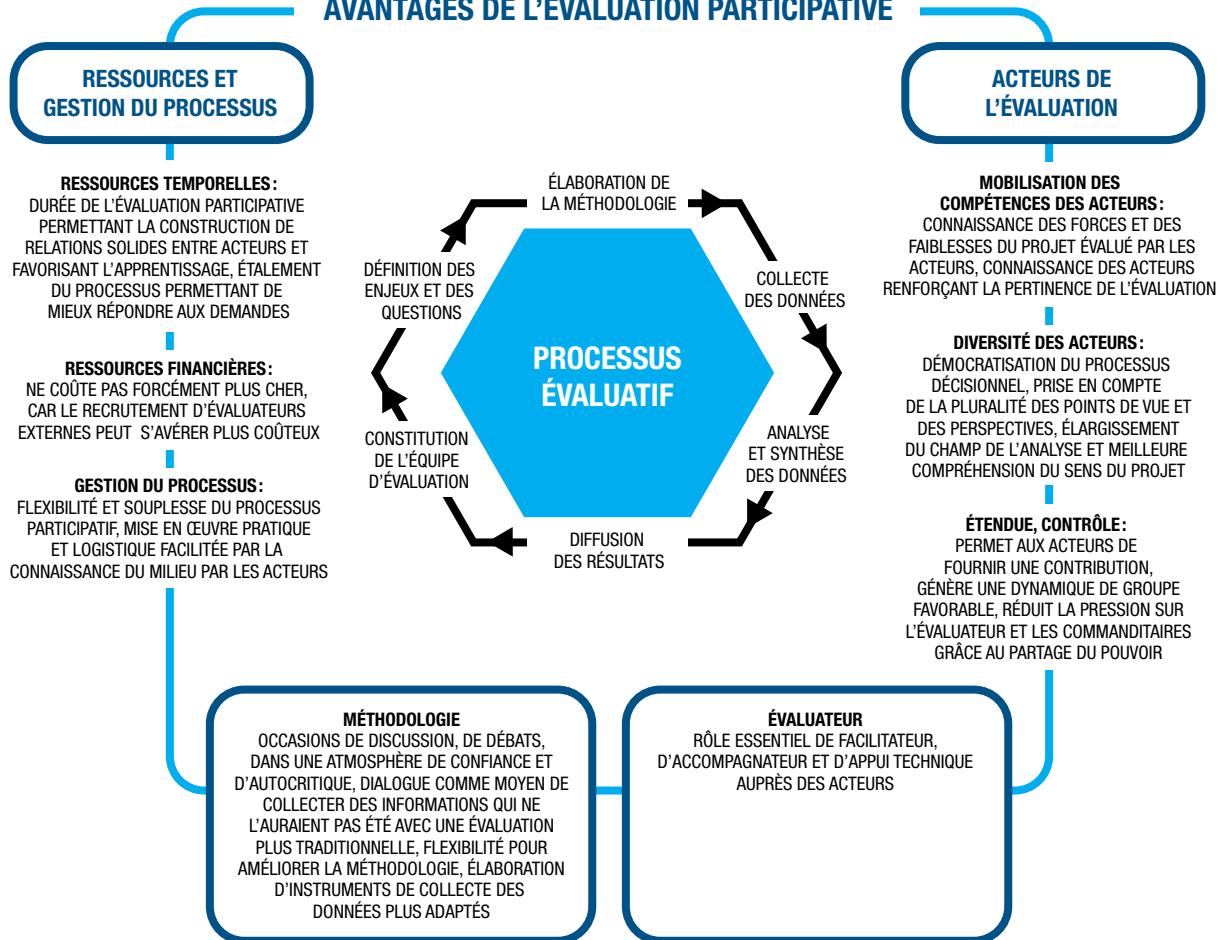 AVANTAGES DE L'ÉVALUATION PARTICIPATIVE
RESSOURCES ET
GESTION DU PROCESSUS
RESSOURCES TEMPORELLES :
DURÉE DE L'ÉVALUATION PARTICIPATIVE
PERMETTANT LA CONSTRUCTION DE
RELATIONS SOLIDES ENTRE ACTEURS ET
FAVORISANT L'APPRENTISSAGE, ÉTALEMENT
DU PROCESSUS PERMETTANT DE
MIEUX RÉPONDRE AUX DEMANDES
RESSOURCES FINANCIÈRES :
NE COÛTE PAS FORCÉMENT PLUS CHER,
CAR LE RECRUTEMENT D'ÉVALUATEURS
EXTERNES PEUT S'AVÉRER PLUS COÛTEUX
GESTION DU PROCESSUS :
FLEXIBILITÉ ET SOUPLESSE DU PROCESSUS
PARTICIPATIF, MISE EN ŒUVRE PRATIQUE
ET LOGISTIQUE FACILITÉE PAR LA
CONNAISSANCE DU MILIEU PAR LES ACTEURS
ÉLABORATION DE
LA MÉTHODOLOGIE
COLLECTE
DES DONNÉES
ANALYSE
ET SYNTHÈSE
DES DONNÉES
DIFFUSION
DES RÉSULTATS
CONSTITUTION
DE L'ÉQUIPE
D'ÉVALUATION
DÉFINITION DES
ENJEUX ET DES
QUESTIONS
PROCESSUS
ÉVALUATIF
ACTEURS DE
L'ÉVALUATION
MOBILISATION DES
COMPÉTENCES DES ACTEURS :
CONNAISSANCE DES FORCES ET DES
FAIBLESSES DU PROJET ÉVALUÉ PAR LES
ACTEURS, CONNAISSANCE DES ACTEURS
RENFORÇANT LA PERTINENCE DE L'ÉVALUATION
DIVERSITÉ DES ACTEURS :
DÉMOCRATISATION DU PROCESSUS
DÉCISIONNEL, PRISE EN COMPTE
DE LA PLURALITÉ DES POINTS DE VUE ET
DES PERSPECTIVES, ÉLARGISSEMENT
DU CHAMP DE L'ANALYSE ET MEILLEURE
COMPRÉHENSION DU SENS DU PROJET
ÉTENDUE, CONTRÔLE :
PERMET AUX ACTEURS DE
FOURNIR UNE CONTRIBUTION,
GÉNÈRE UNE DYNAMIQUE DE GROUPE
FAVORABLE, RÉDUIT LA PRESSION SUR
L'ÉVALUATEUR ET LES COMMANDITAIRES
GRÂCE AU PARTAGE DU POUVOIR
MÉTHODOLOGIE
OCCASIONS DE DISCUSSION, DE DÉBATS,
DANS UNE ATMOSPHÈRE DE CONFIANCE ET
D'AUTOCRITIQUE, DIALOGUE COMME MOYEN DE
COLLECTER DES INFORMATIONS QUI NE
L'AURAIENT PAS ÉTÉ AVEC UNE ÉVALUATION
PLUS TRADITIONNELLE, FLEXIBILITÉ POUR
AMÉLIORER LA MÉTHODOLOGIE, ÉLABORATION
D'INSTRUMENTS DE COLLECTE DES
DONNÉES PLUS ADAPTÉS
ÉVALUATEUR
RÔLE ESSENTIEL DE FACILITATEUR,
D'ACCOMPAGNATEUR ET D'APPUI TECHNIQUE
AUPRÈS DES ACTEURS